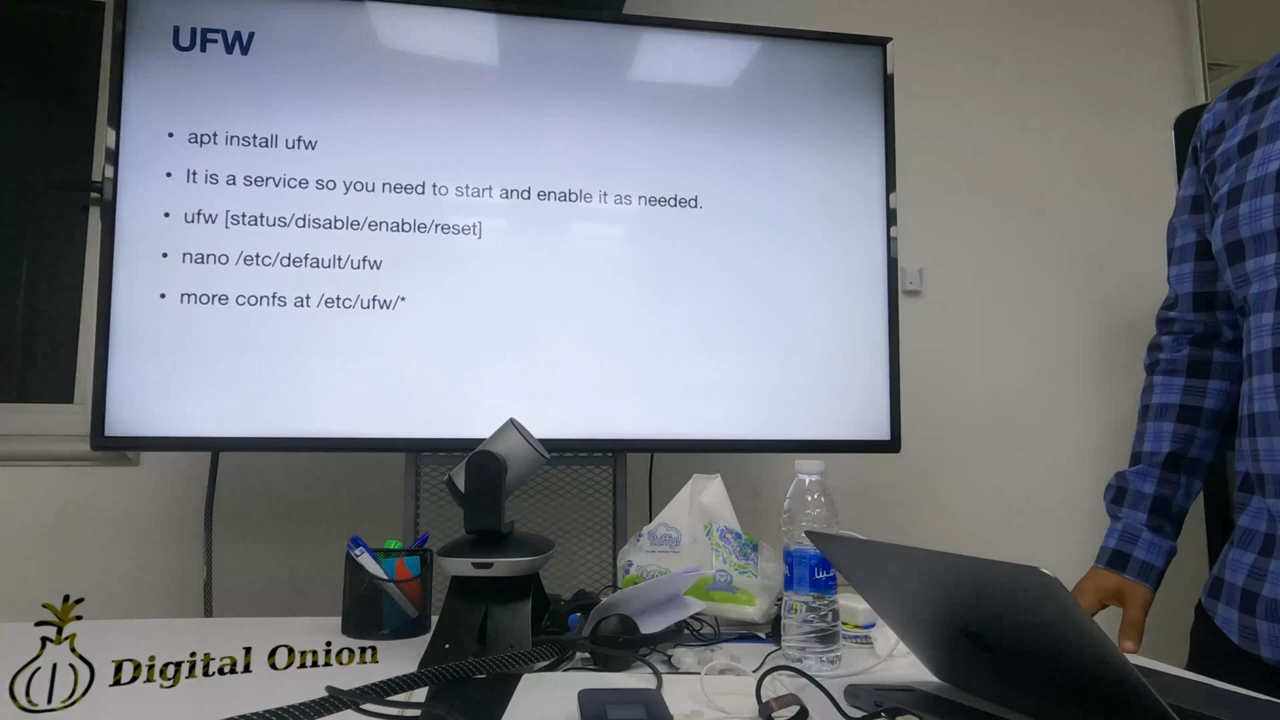 UFW
• apt install ufw
• It is a service so you need to start and enable it as needed.
• ufw [status/disable/enable/reset]
• nano /etc/default/ufw
• more confs at /etc/ufw/*
Digital Onion